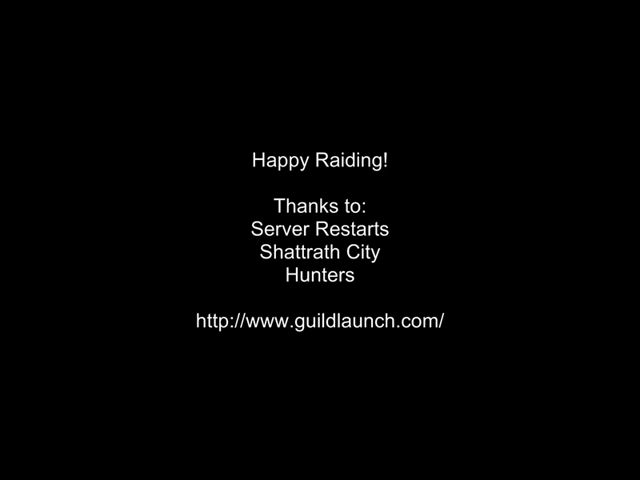 Happy Raiding!
Thanks to:
Server Restarts
Shattrath City
Hunters
http://www.guildlaunch.com/